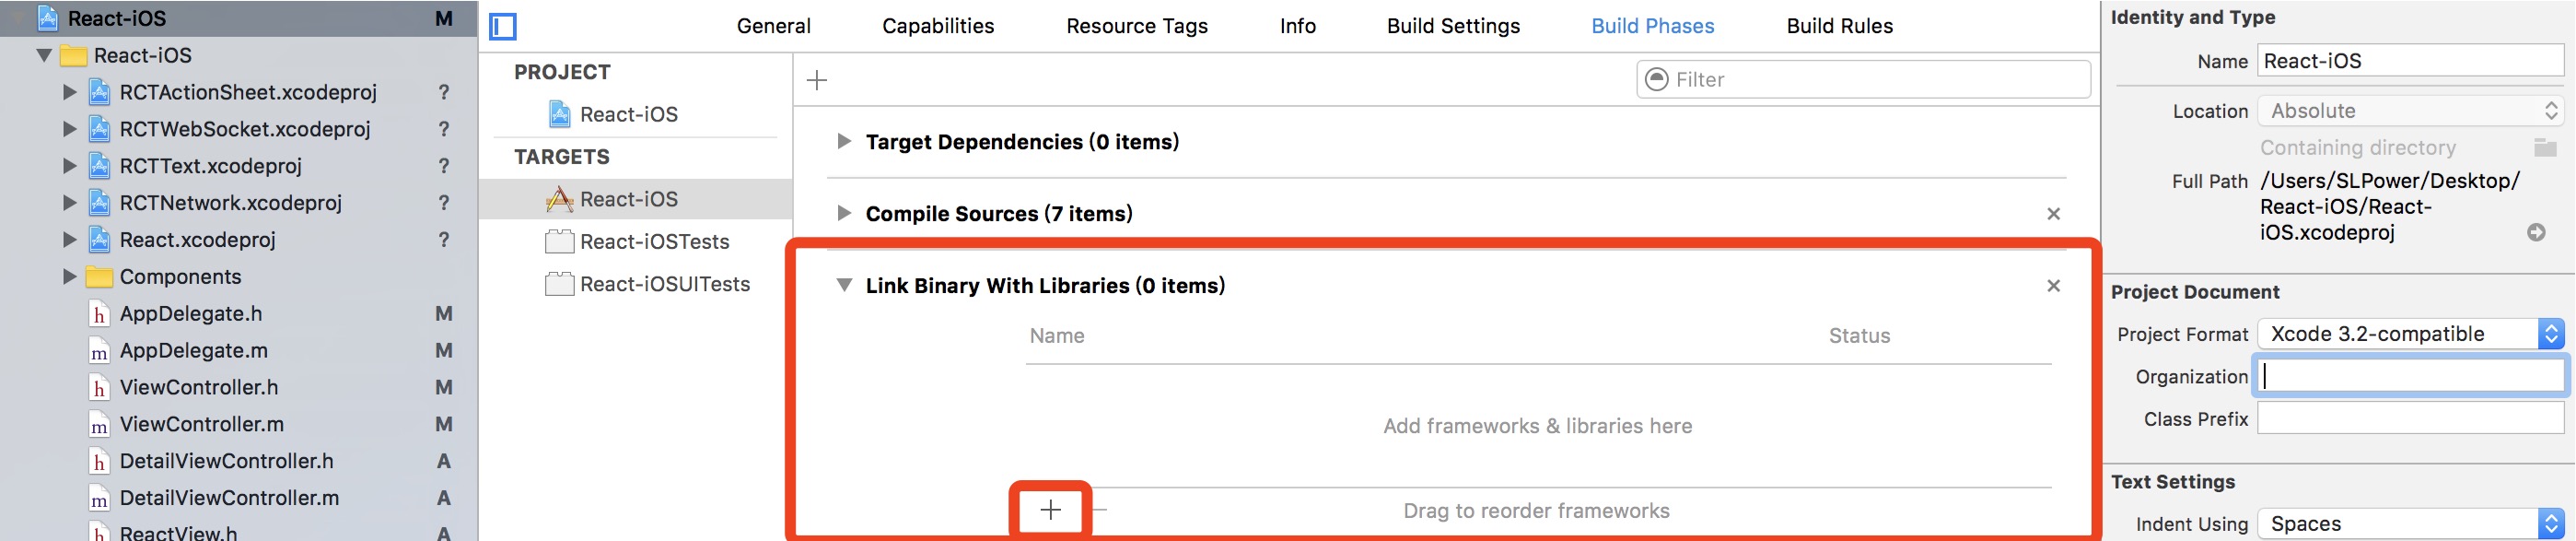 React-iOS M
React-iOS
RCTActionSheet.xcodeproj ?
RCTWebSocket.xcodeproj ?
RCTText.xcodeproj ?
RCTNetwork.xcodeproj ?
React.xcodeproj ?
Components
h AppDelegate.h M
m AppDelegate.m M
h ViewController.h M
m ViewController.m M
h DetailViewController.h A
m DetailViewController.m A
h ReactView.h A
General Capabilities Resource Tags Info Build Settings Build Phases Build Rules
PROJECT
React-iOS
TARGETS
React-iOS
React-iOSTests
React-iOSUITests
+ Filter
Target Dependencies (0 items)
Compile Sources (7 items) ×
Link Binary With Libraries (0 items) ×
Name Status
Add frameworks & libraries here
+ − Drag to reorder frameworks
Identity and Type
Name React-iOS
Location Absolute
Containing directory
Full Path /Users/SLPower/Desktop/
React-iOS/React-
iOS.xcodeproj
Project Document
Project Format Xcode 3.2-compatible
Organization
Class Prefix
Text Settings
Indent Using Spaces